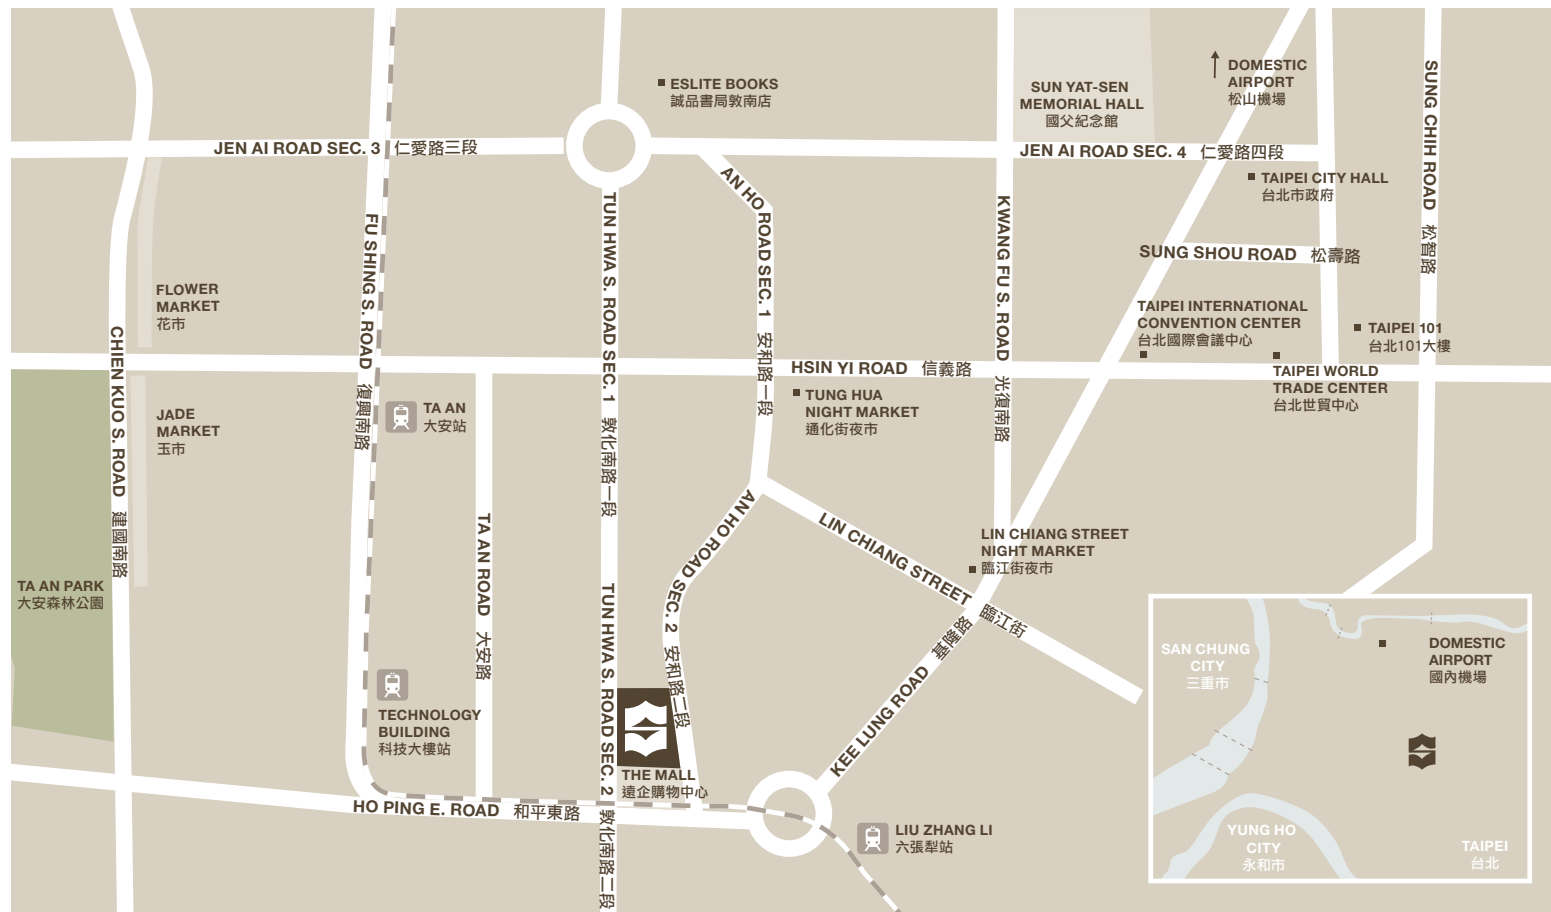 ESLITE BOOKS
誠品書局敦南店
SUN YAT-SEN
MEMORIAL HALL
國父紀念館
DOMESTIC
AIRPORT
松山機場
JEN AI ROAD SEC. 3 仁愛路三段
JEN AI ROAD SEC. 4 仁愛路四段
TAIPEI CITY HALL
台北市政府
SUNG CHIH ROAD 松智路
AN HO ROAD SEC. 1 安和路一段
FU SHING S. ROAD 復興南路
TUN HWA S. ROAD SEC. 1 敦化南路一段
KWANG FU S. ROAD 光復南路
SUNG SHOU ROAD 松壽路
FLOWER
MARKET
花市
TAIPEI INTERNATIONAL
CONVENTION CENTER
台北國際會議中心
TAIPEI 101
台北101大樓
CHIEN KUO S. ROAD 建國南路
HSIN YI ROAD 信義路
TAIPEI WORLD
TRADE CENTER
台北世貿中心
TUNG HUA
NIGHT MARKET
通化街夜市
JADE
MARKET
玉市
TA AN
大安站
AN HO ROAD SEC. 2 安和路二段
TA AN ROAD 大安路
LIN CHIANG STREET 臨江街
LIN CHIANG STREET
NIGHT MARKET
臨江街夜市
TA AN PARK
大安森林公園
TUN HWA S. ROAD SEC. 2 敦化南路二段
KEE LUNG ROAD 基隆路
TECHNOLOGY
BUILDING
科技大樓站
THE MALL
遠企購物中心
HO PING E. ROAD 和平東路
LIU ZHANG LI
六張犁站
SAN CHUNG
CITY
三重市
DOMESTIC
AIRPORT
國內機場
YUNG HO
CITY
永和市
TAIPEI
台北